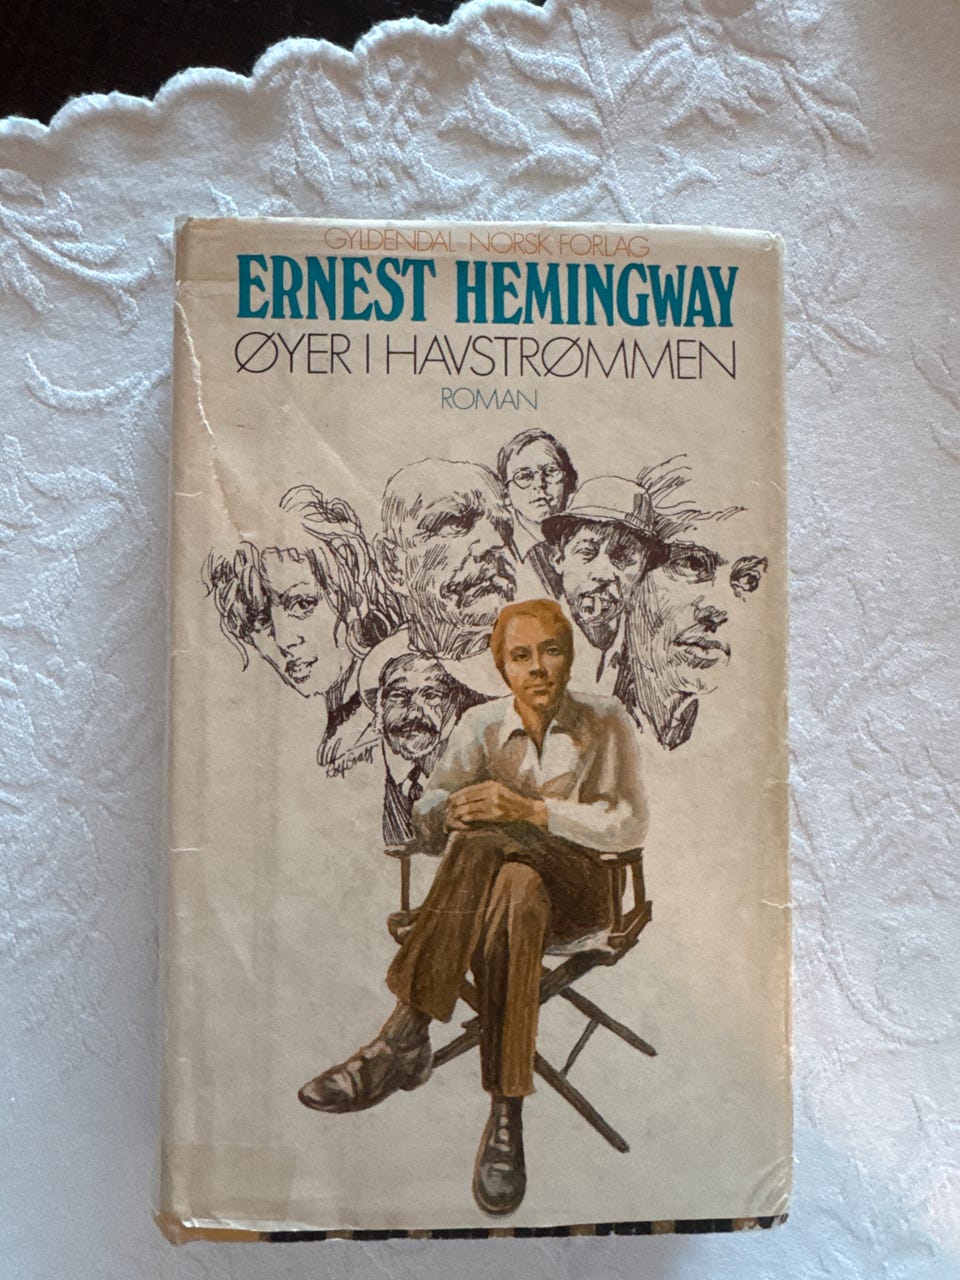 GYLDENDAL NORSK FORLAG
ERNEST HEMINGWAY
ØYER I HAVSTRØMMEN
ROMAN